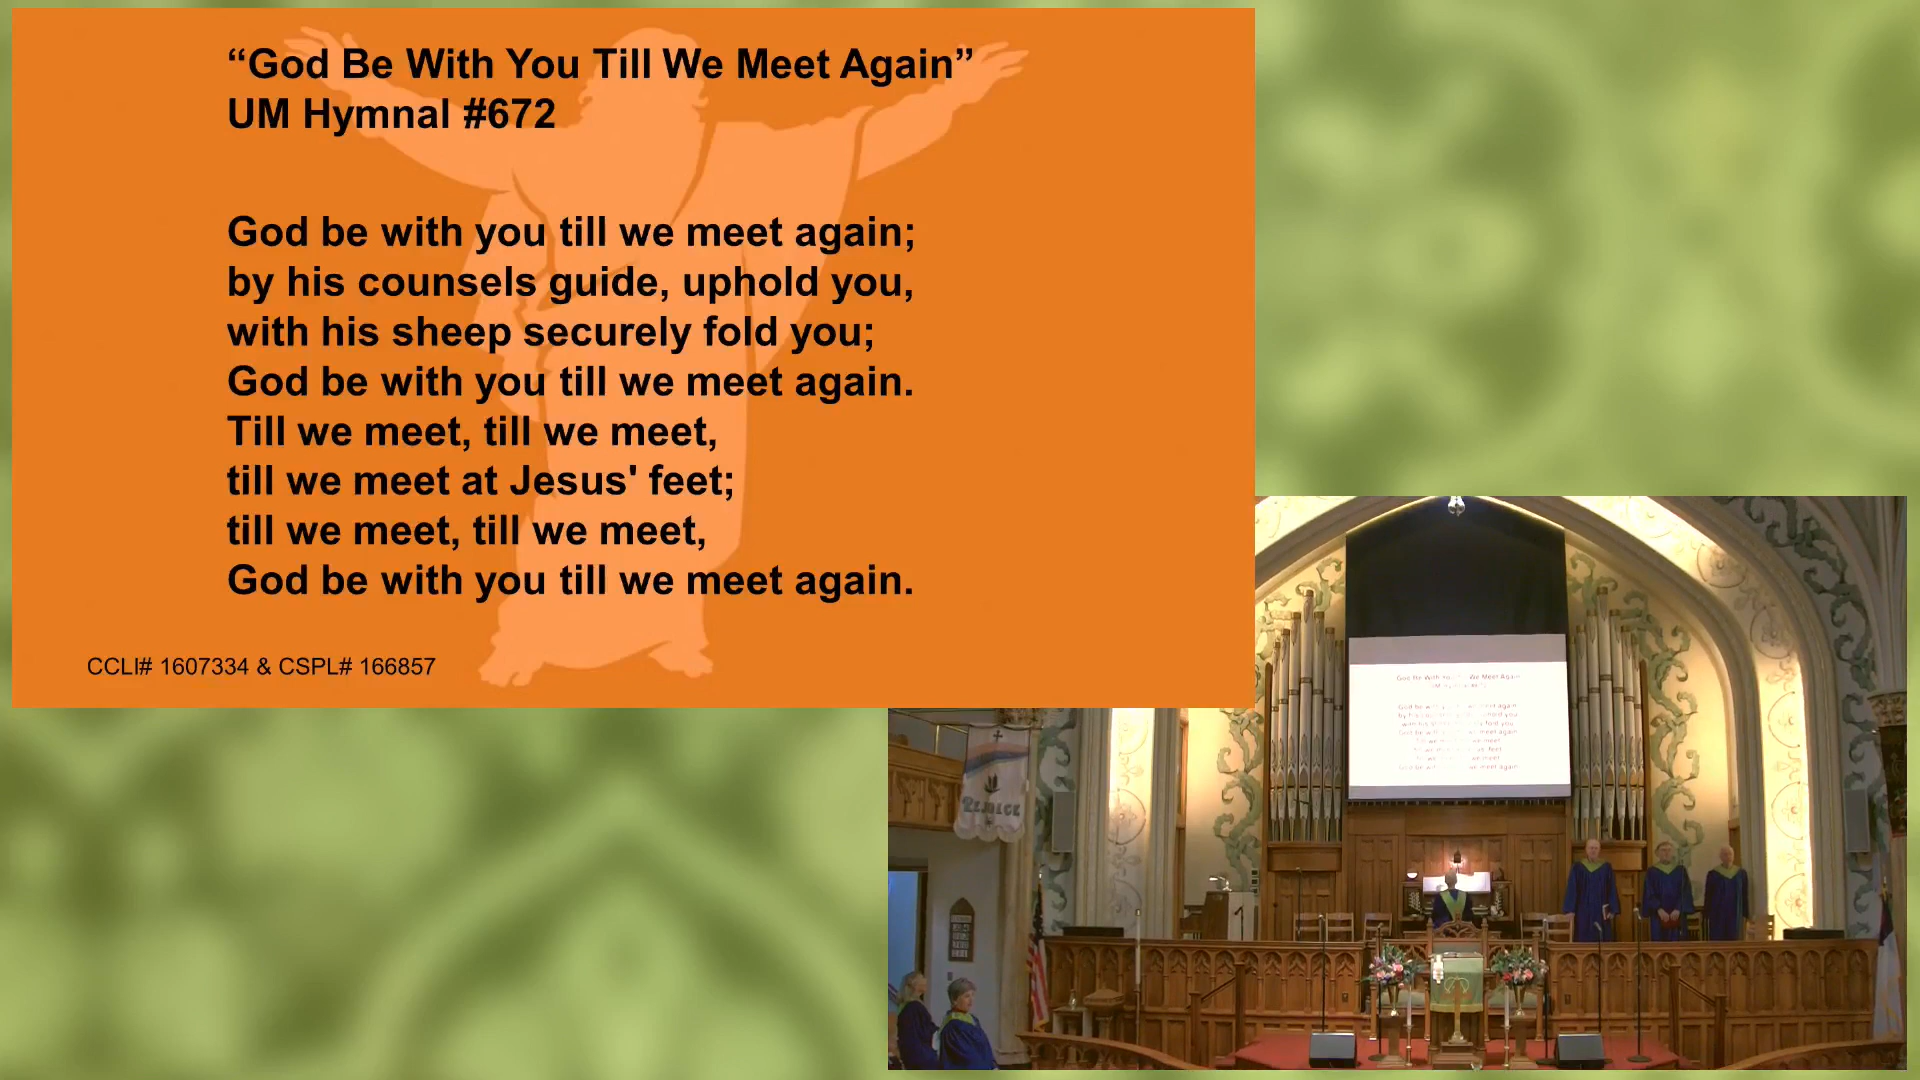 “God Be With You Till We Meet Again”
UM Hymnal #672
God be with you till we meet again;
by his counsels guide, uphold you,
with his sheep securely fold you;
God be with you till we meet again.
Till we meet, till we meet,
till we meet at Jesus' feet;
till we meet, till we meet,
God be with you till we meet again.
CCLI# 1607334 & CSPL# 166857
REJOICE